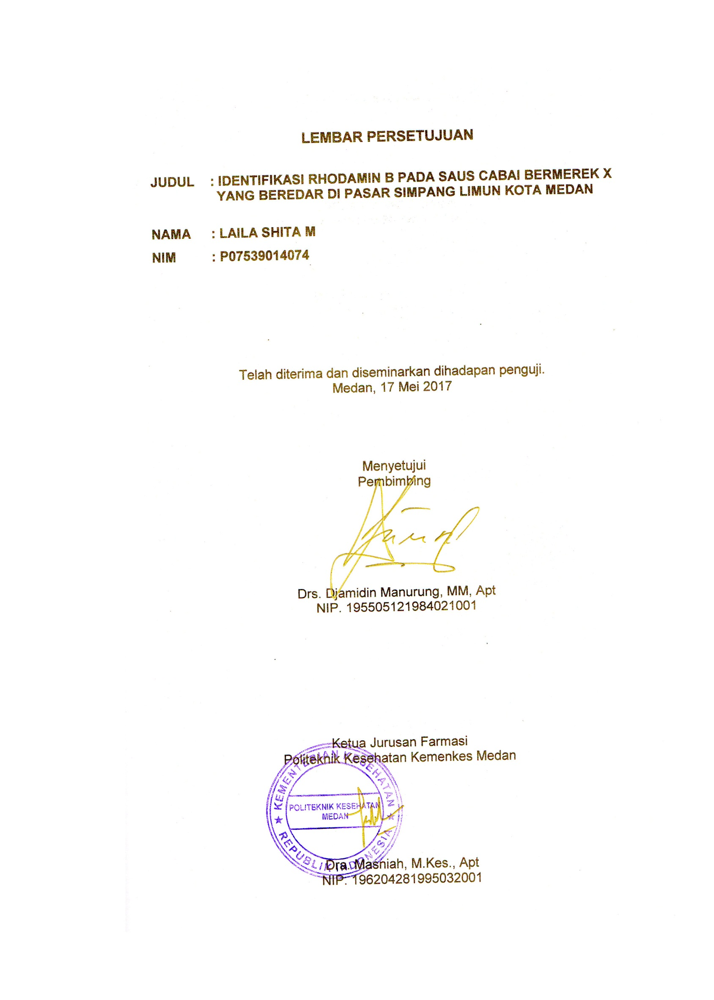 LEMBAR PERSETUJUAN
JUDUL : IDENTIFIKASI RHODAMIN B PADA SAUS CABAI BERMEREK X
YANG BEREDAR DI PASAR SIMPANG LIMUN KOTA MEDAN
NAMA : LAILA SHITA M
NIM : P07539014074
Telah diterima dan diseminarkan dihadapan penguji.
Medan, 17 Mei 2017
Menyetujui
Pembimbing
Drs. Djamidin Manurung, MM, Apt
NIP. 195505121984021001
Ketua Jurusan Farmasi
Politeknik Kesehatan Kemenkes Medan
KEMENTERIAN KESEHATAN
POLITEKNIK KESEHATAN
MEDAN
REPUBLIK INDONESIA
Dra. Masniah, M.Kes., Apt
NIP. 196204281995032001